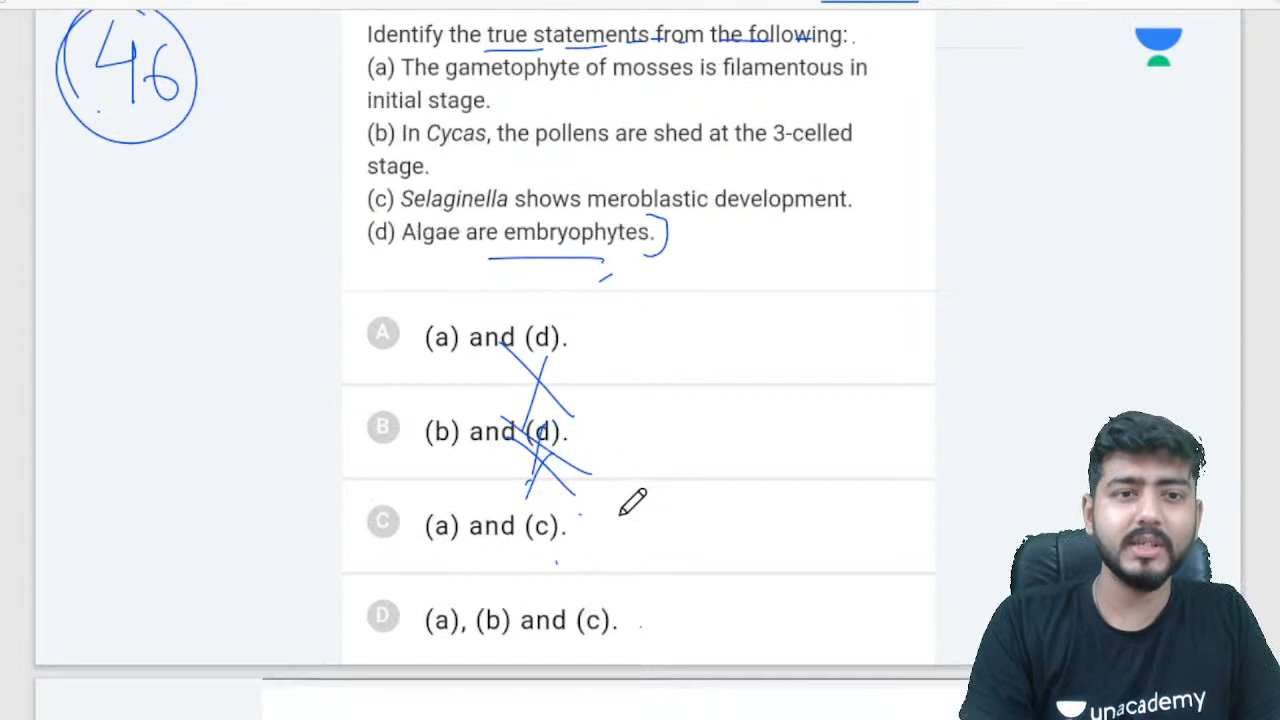 46
Identify the true statements from the following:
(a) The gametophyte of mosses is filamentous in
initial stage.
(b) In Cycas, the pollens are shed at the 3-celled
stage.
(c) Selaginella shows meroblastic development.
(d) Algae are embryophytes.
A (a) and (d).
B (b) and (d).
C (a) and (c).
D (a), (b) and (c).
unacademy